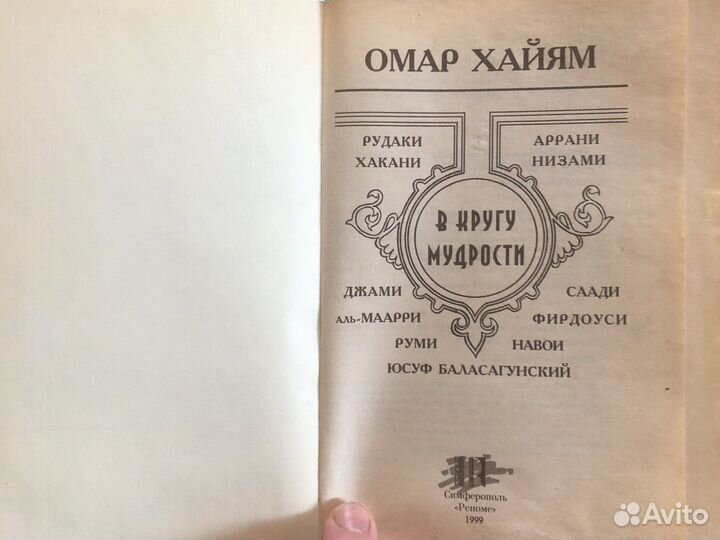 ОМАР ХАЙЯМ
РУДАКИ
ХАКАНИ
АРРАНИ
НИЗАМИ
В КРУГУ
МУДРОСТИ
ДЖАМИ
СААДИ
АЛЬ-МААРРИ
ФИРДОУСИ
РУМИ
НАВОИ
ЮСУФ БАЛАСАГУНСКИЙ
Симферополь
«Реноме»
1999
Avito